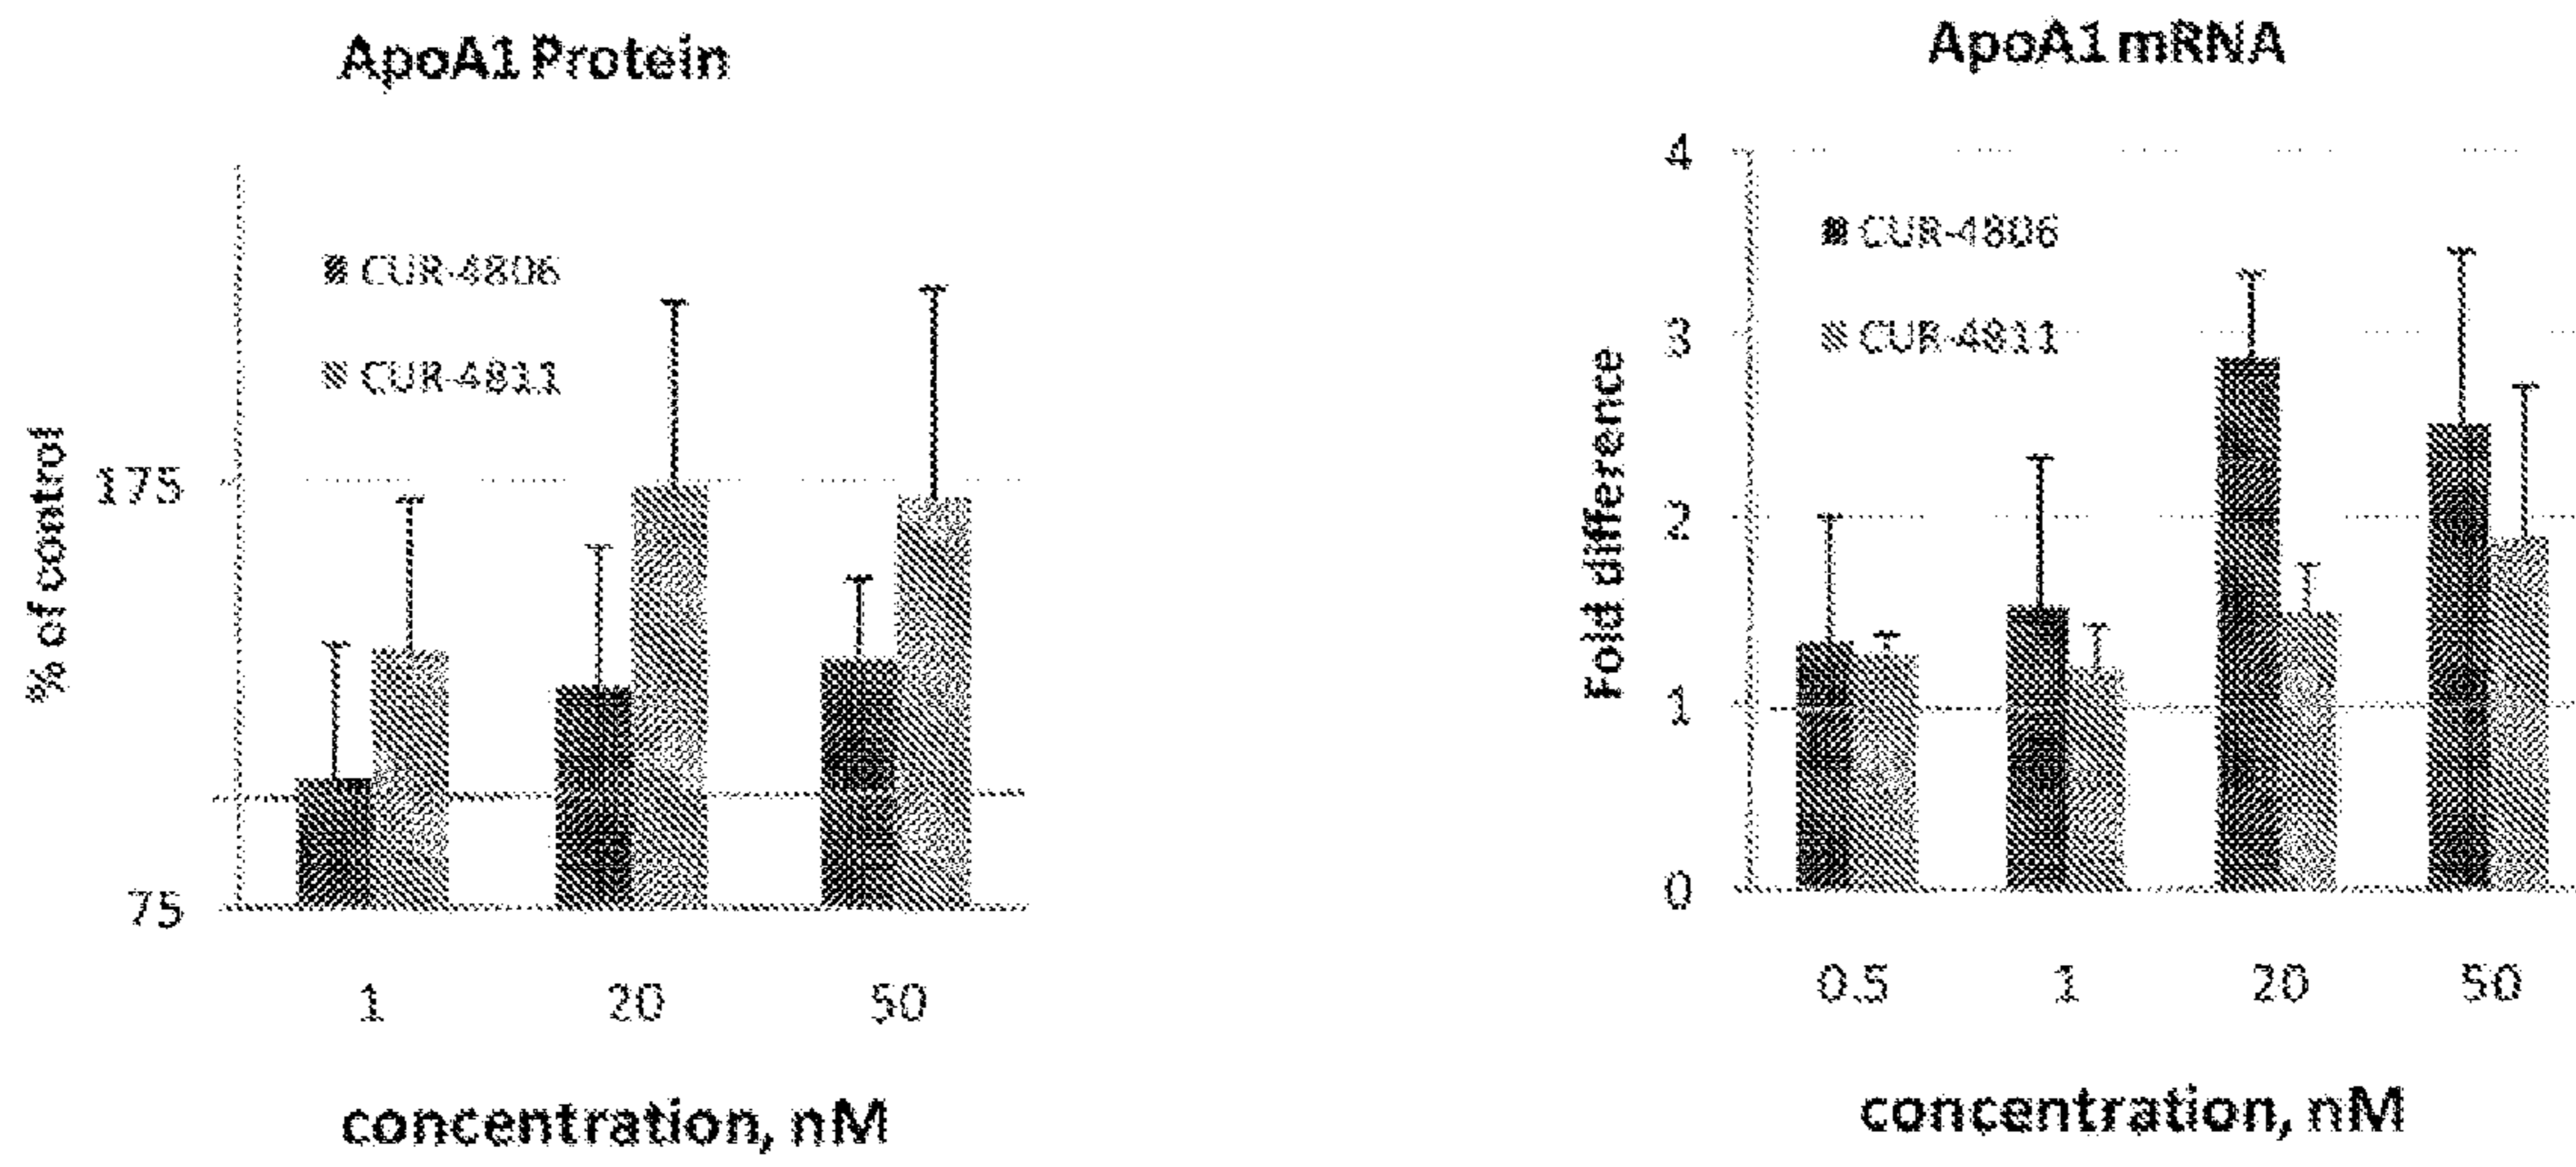 ApoA1 Protein
% of control
175
75
CUR-4806
CUR-4811
1 20 50
concentration, nM
ApoA1 mRNA
Fold difference
4
3
2
1
0
CUR-4806
CUR-4811
0.5 1 20 50
concentration, nM